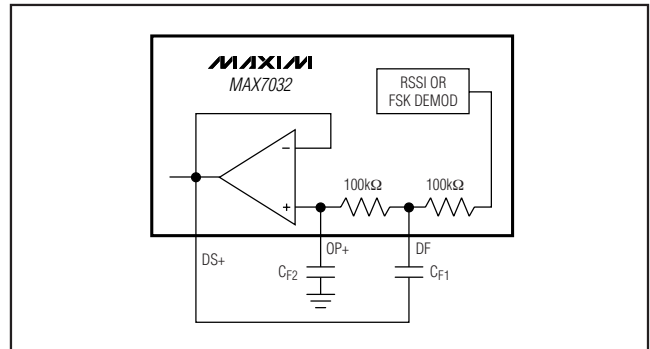 MAXIM
MAX7032
RSSI OR
FSK DEMOD
100kΩ
100kΩ
−
+
DS+
OP+
DF
CF2
CF1